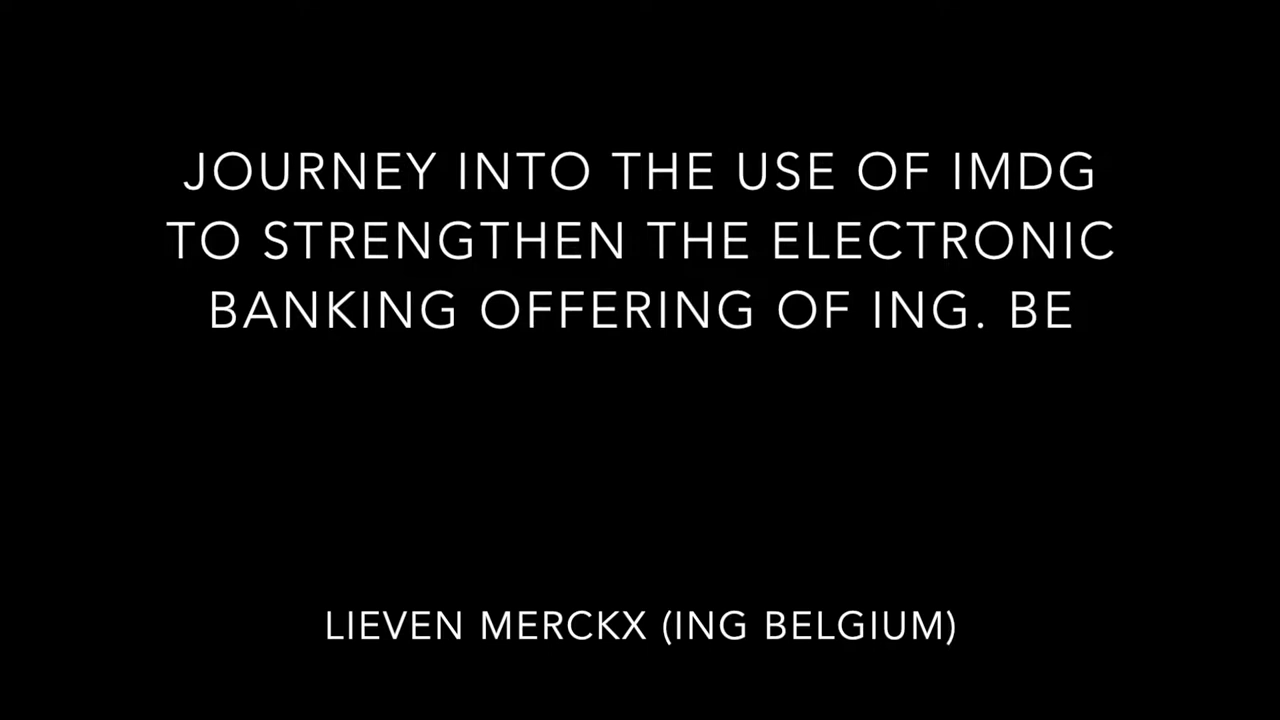 JOURNEY INTO THE USE OF IMDG
TO STRENGTHEN THE ELECTRONIC
BANKING OFFERING OF ING. BE
LIEVEN MERCKX (ING BELGIUM)